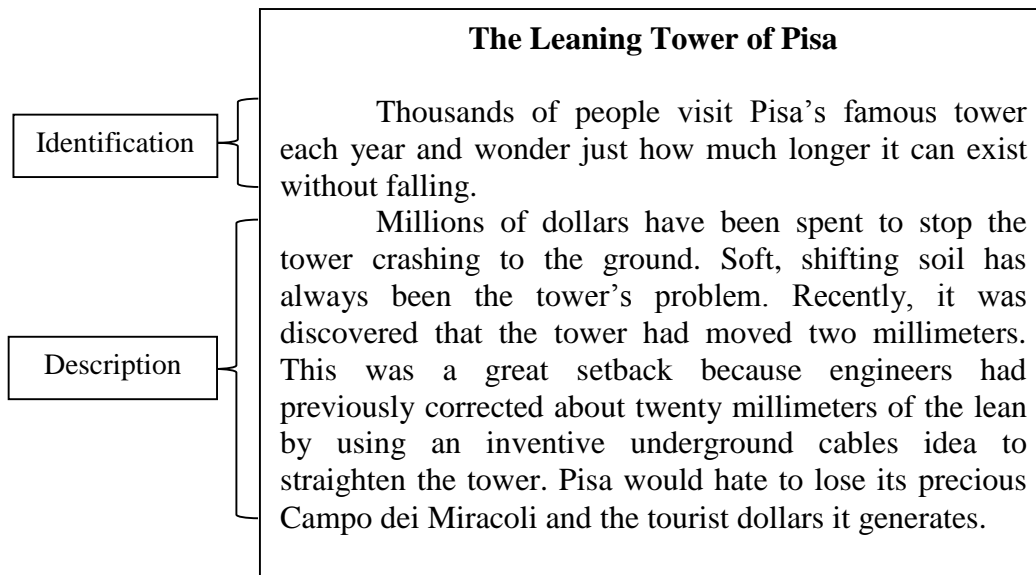 The Leaning Tower of Pisa
Identification
Thousands of people visit Pisa’s famous tower
each year and wonder just how much longer it can exist
without falling.
Description
Millions of dollars have been spent to stop the
tower crashing to the ground. Soft, shifting soil has
always been the tower’s problem. Recently, it was
discovered that the tower had moved two millimeters.
This was a great setback because engineers had
previously corrected about twenty millimeters of the lean
by using an inventive underground cables idea to
straighten the tower. Pisa would hate to lose its precious
Campo dei Miracoli and the tourist dollars it generates.